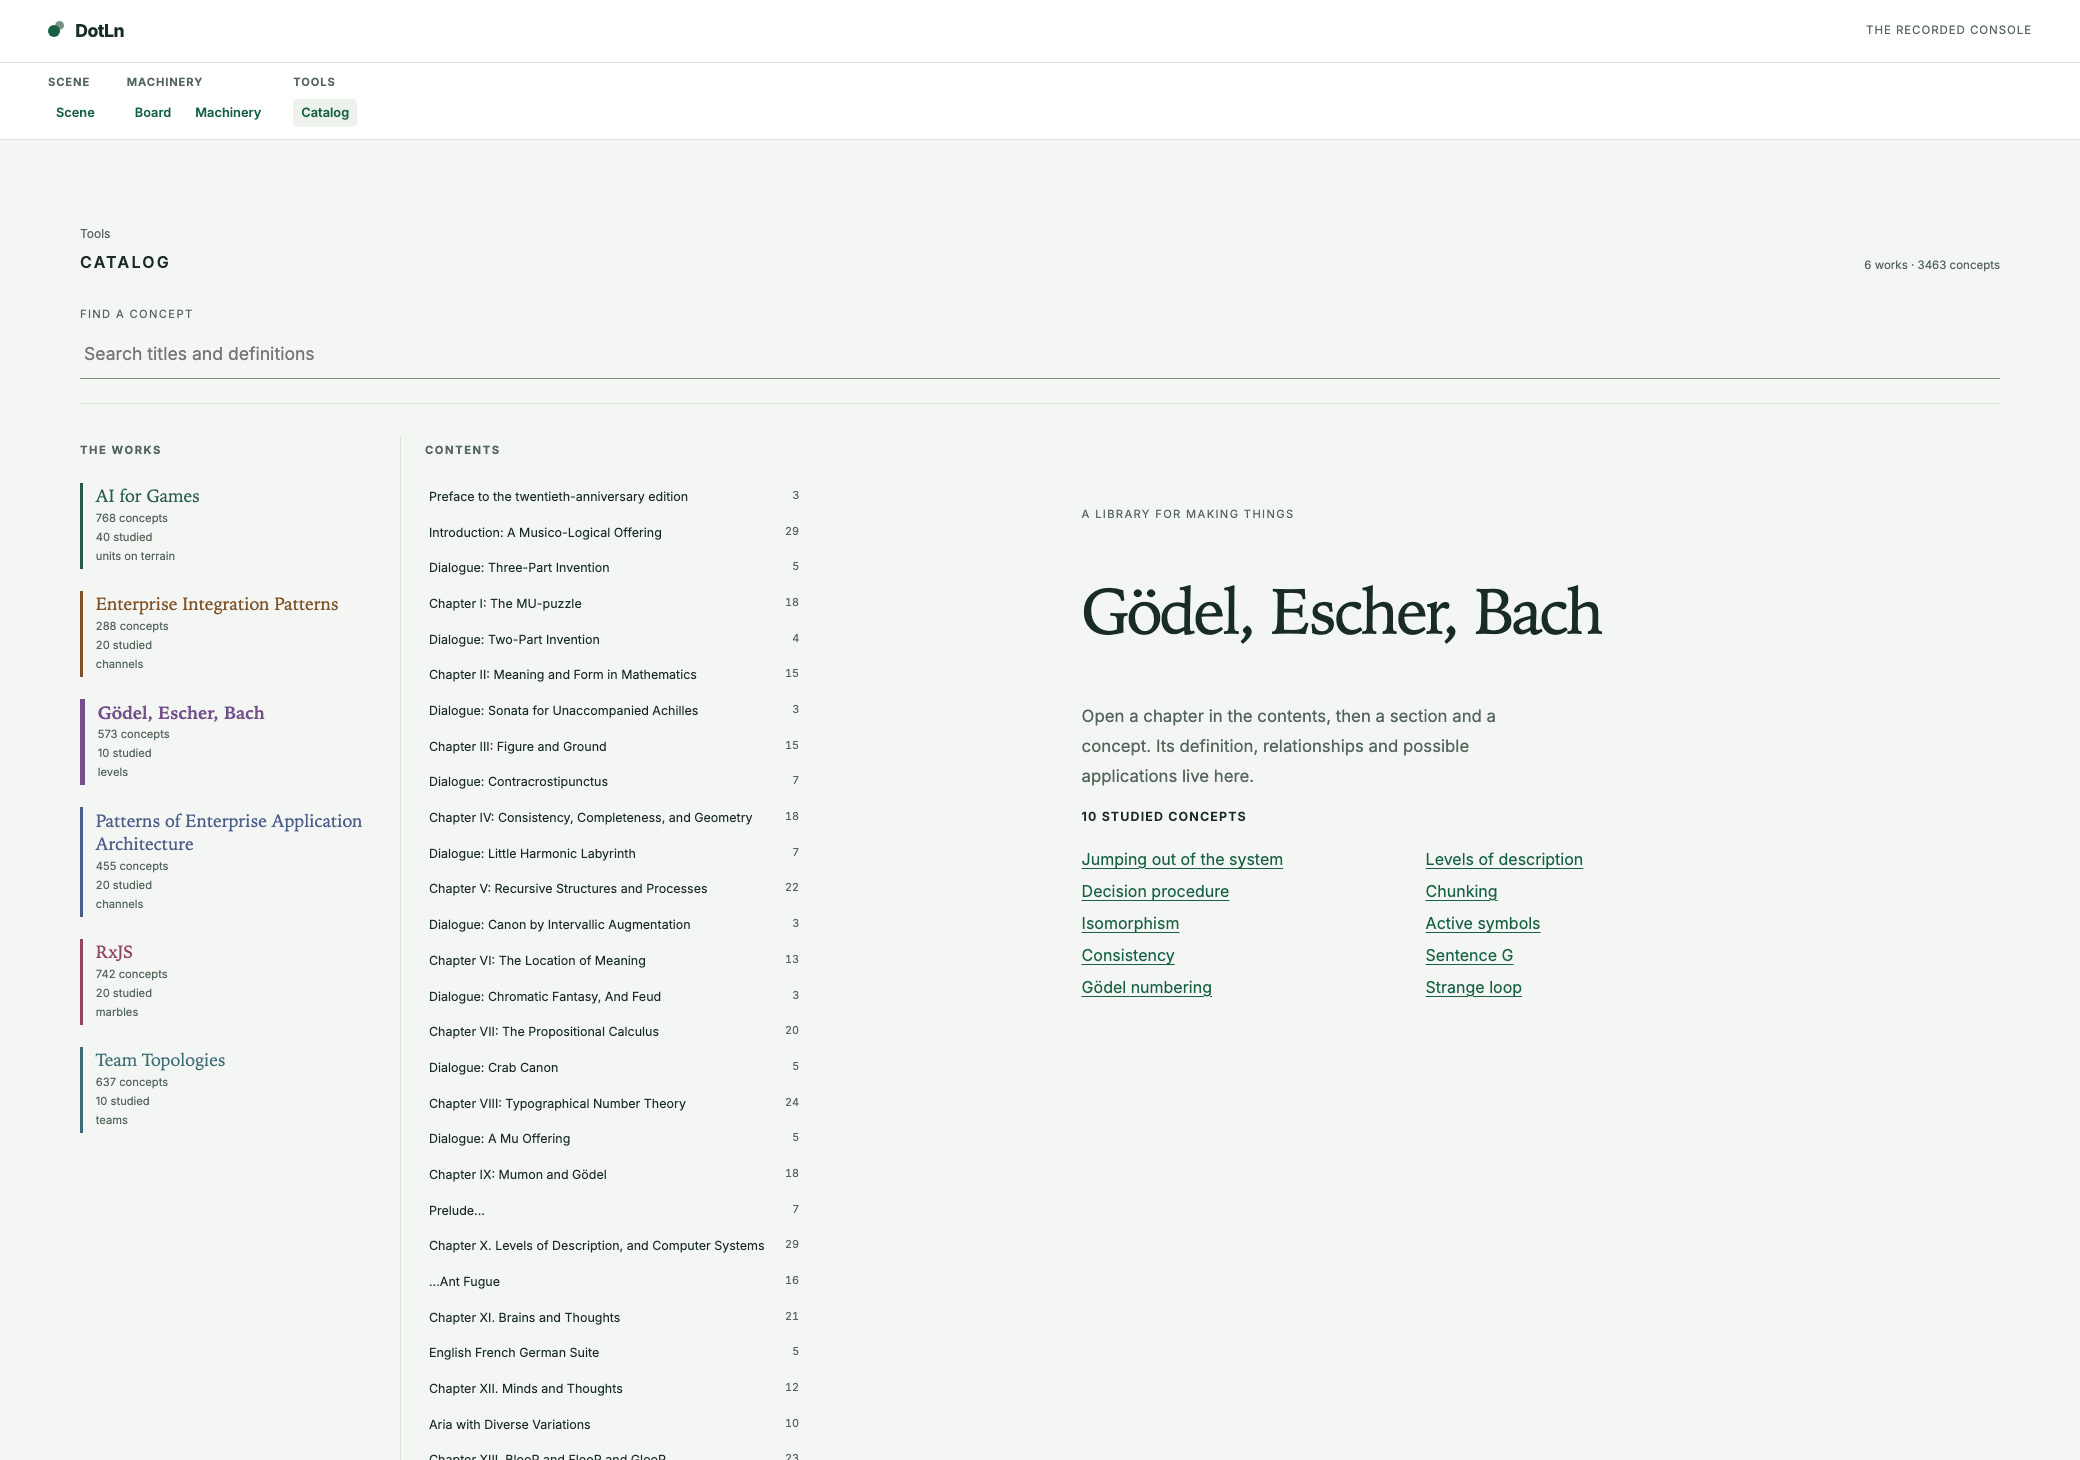 DotLn
THE RECORDED CONSOLE
SCENE
MACHINERY
TOOLS
Scene
Board
Machinery
Catalog
Tools
CATALOG
6 works · 3463 concepts
FIND A CONCEPT
Search titles and definitions
THE WORKS
AI for Games
768 concepts
40 studied
units on terrain
Enterprise Integration Patterns
288 concepts
20 studied
channels
Gödel, Escher, Bach
573 concepts
10 studied
levels
Patterns of Enterprise Application
Architecture
455 concepts
20 studied
channels
RxJS
742 concepts
20 studied
marbles
Team Topologies
637 concepts
10 studied
teams
CONTENTS
Preface to the twentieth-anniversary edition 3
Introduction: A Musico-Logical Offering 29
Dialogue: Three-Part Invention 5
Chapter I: The MU-puzzle 18
Dialogue: Two-Part Invention 4
Chapter II: Meaning and Form in Mathematics 15
Dialogue: Sonata for Unaccompanied Achilles 3
Chapter III: Figure and Ground 15
Dialogue: Contracrostipunctus 7
Chapter IV: Consistency, Completeness, and Geometry 18
Dialogue: Little Harmonic Labyrinth 7
Chapter V: Recursive Structures and Processes 22
Dialogue: Canon by Intervallic Augmentation 3
Chapter VI: The Location of Meaning 13
Dialogue: Chromatic Fantasy, And Feud 3
Chapter VII: The Propositional Calculus 20
Dialogue: Crab Canon 5
Chapter VIII: Typographical Number Theory 24
Dialogue: A Mu Offering 5
Chapter IX: Mumon and Gödel 18
Prelude... 7
Chapter X. Levels of Description, and Computer Systems 29
...Ant Fugue 16
Chapter XI. Brains and Thoughts 21
English French German Suite 5
Chapter XII. Minds and Thoughts 12
Aria with Diverse Variations 10
Chapter XIII. BlooP and FlooP and GlooP 23
A LIBRARY FOR MAKING THINGS
Gödel, Escher, Bach
Open a chapter in the contents, then a section and a
concept. Its definition, relationships and possible
applications live here.
10 STUDIED CONCEPTS
Jumping out of the system
Decision procedure
Isomorphism
Consistency
Gödel numbering
Levels of description
Chunking
Active symbols
Sentence G
Strange loop